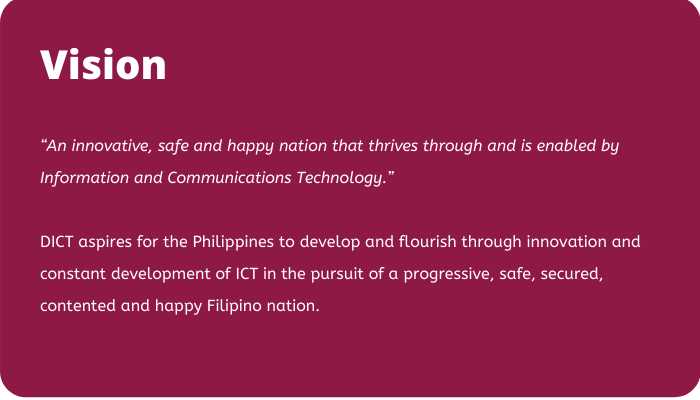 Vision
“An innovative, safe and happy nation that thrives through and is enabled by
Information and Communications Technology.”
DICT aspires for the Philippines to develop and flourish through innovation and
constant development of ICT in the pursuit of a progressive, safe, secured,
contented and happy Filipino nation.